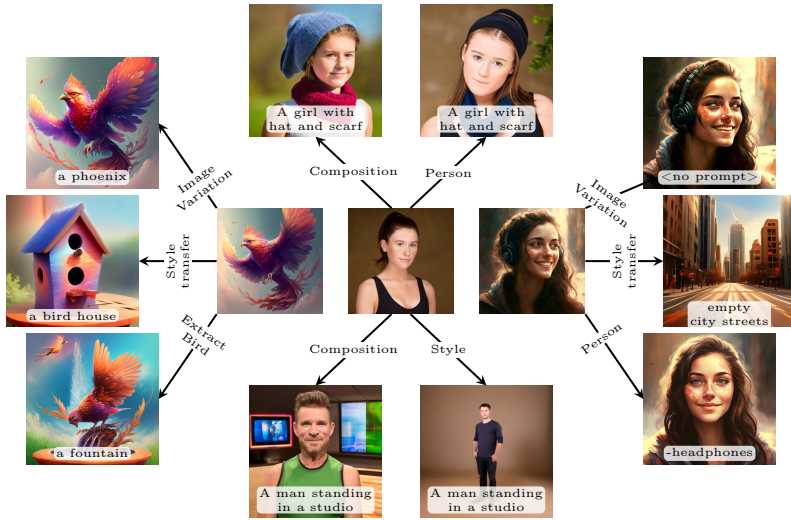 A girl with
hat and scarf
A girl with
hat and scarf
a phoenix
<no prompt>
Image
Variation
Composition
Person
Image
Variation
Style
transfer
Style
transfer
a bird house
empty
city streets
Extract
Bird
Composition
Style
Person
a fountain
-headphones
A man standing
in a studio
A man standing
in a studio